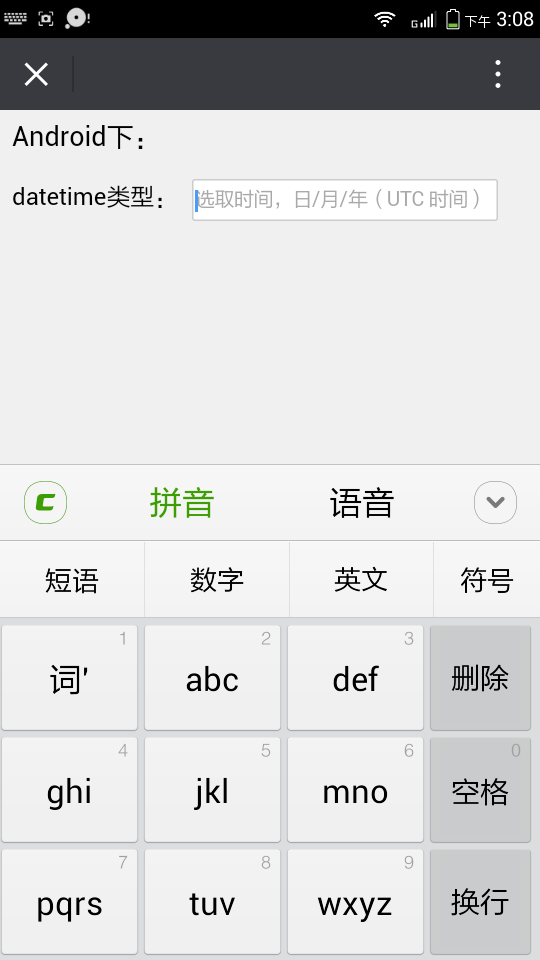 下午 3:08
Android下：
datetime类型： 选取时间，日/月/年（UTC 时间）
拼音 语音
短语 数字 英文 符号
1 2 3
词' abc def 删除
4 5 6 0
ghi jkl mno 空格
7 8 9
pqrs tuv wxyz 换行